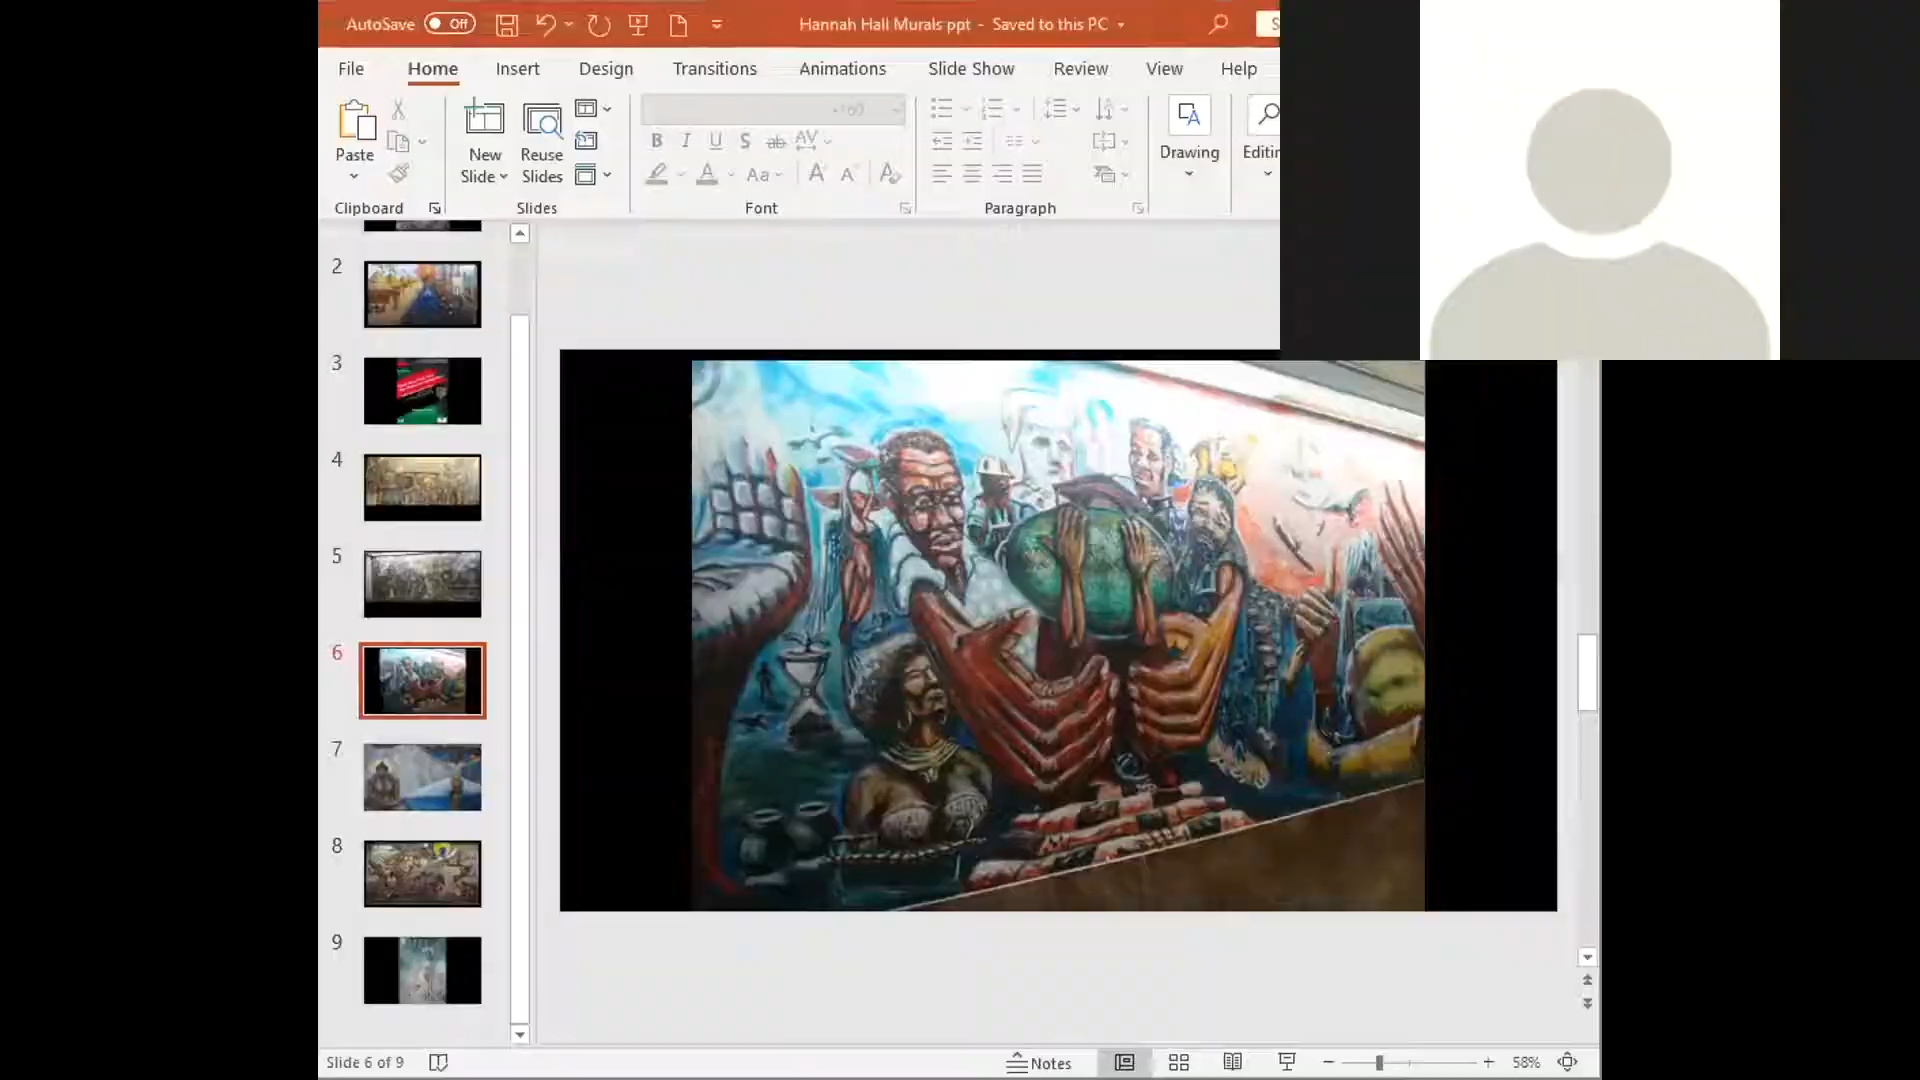 AutoSave Off
Hannah Hall Murals ppt - Saved to this PC
File Home Insert Design Transitions Animations Slide Show Review View Help
Paste
New Slide
Reuse Slides
B I U S ab AV
A Aa A A
Drawing
Clipboard Slides Font Paragraph
2
3
4
5
6
7
8
9
Slide 6 of 9
Notes
58%